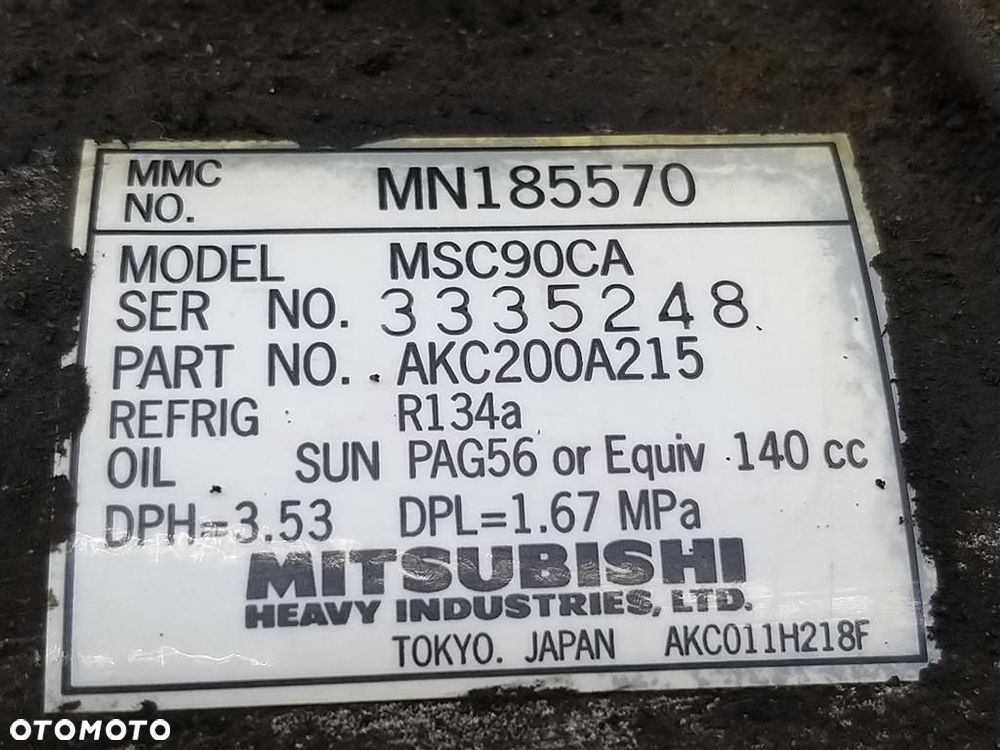 MMC NO. MN185570
MODEL MSC90CA
SER NO. 3335248
PART NO. AKC200A215
REFRIG : R134a
OIL SUN PAG56 or Equiv 140 cc
DPH=3.53 DPL=1.67 MPa
MITSUBISHI
HEAVY INDUSTRIES, LTD.
TOKYO. JAPAN AKC011H218F
OTOMOTO